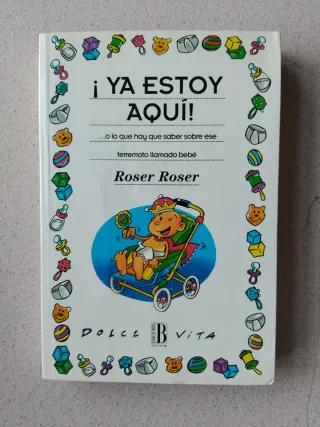 ¡ YA ESTOY
AQUÍ!
...o lo que hay que saber sobre ese
terremoto llamado bebé
Roser Roser
DOLCE B VITA